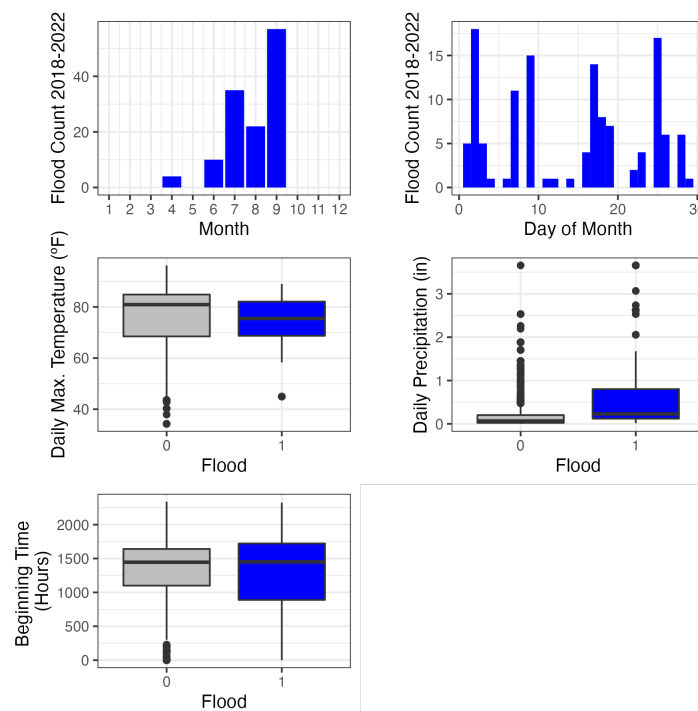 Flood Count 2018-2022
40
20
0
1 2 3 4 5 6 7 8 9 10 11 12
Month
Flood Count 2018-2022
15
10
5
0
0 10 20 30
Day of Month
Daily Max. Temperature (ºF)
80
60
40
0 1
Flood
Daily Precipitation (in)
3
2
1
0
0 1
Flood
Beginning Time
(Hours)
2000
1500
1000
500
0
0 1
Flood